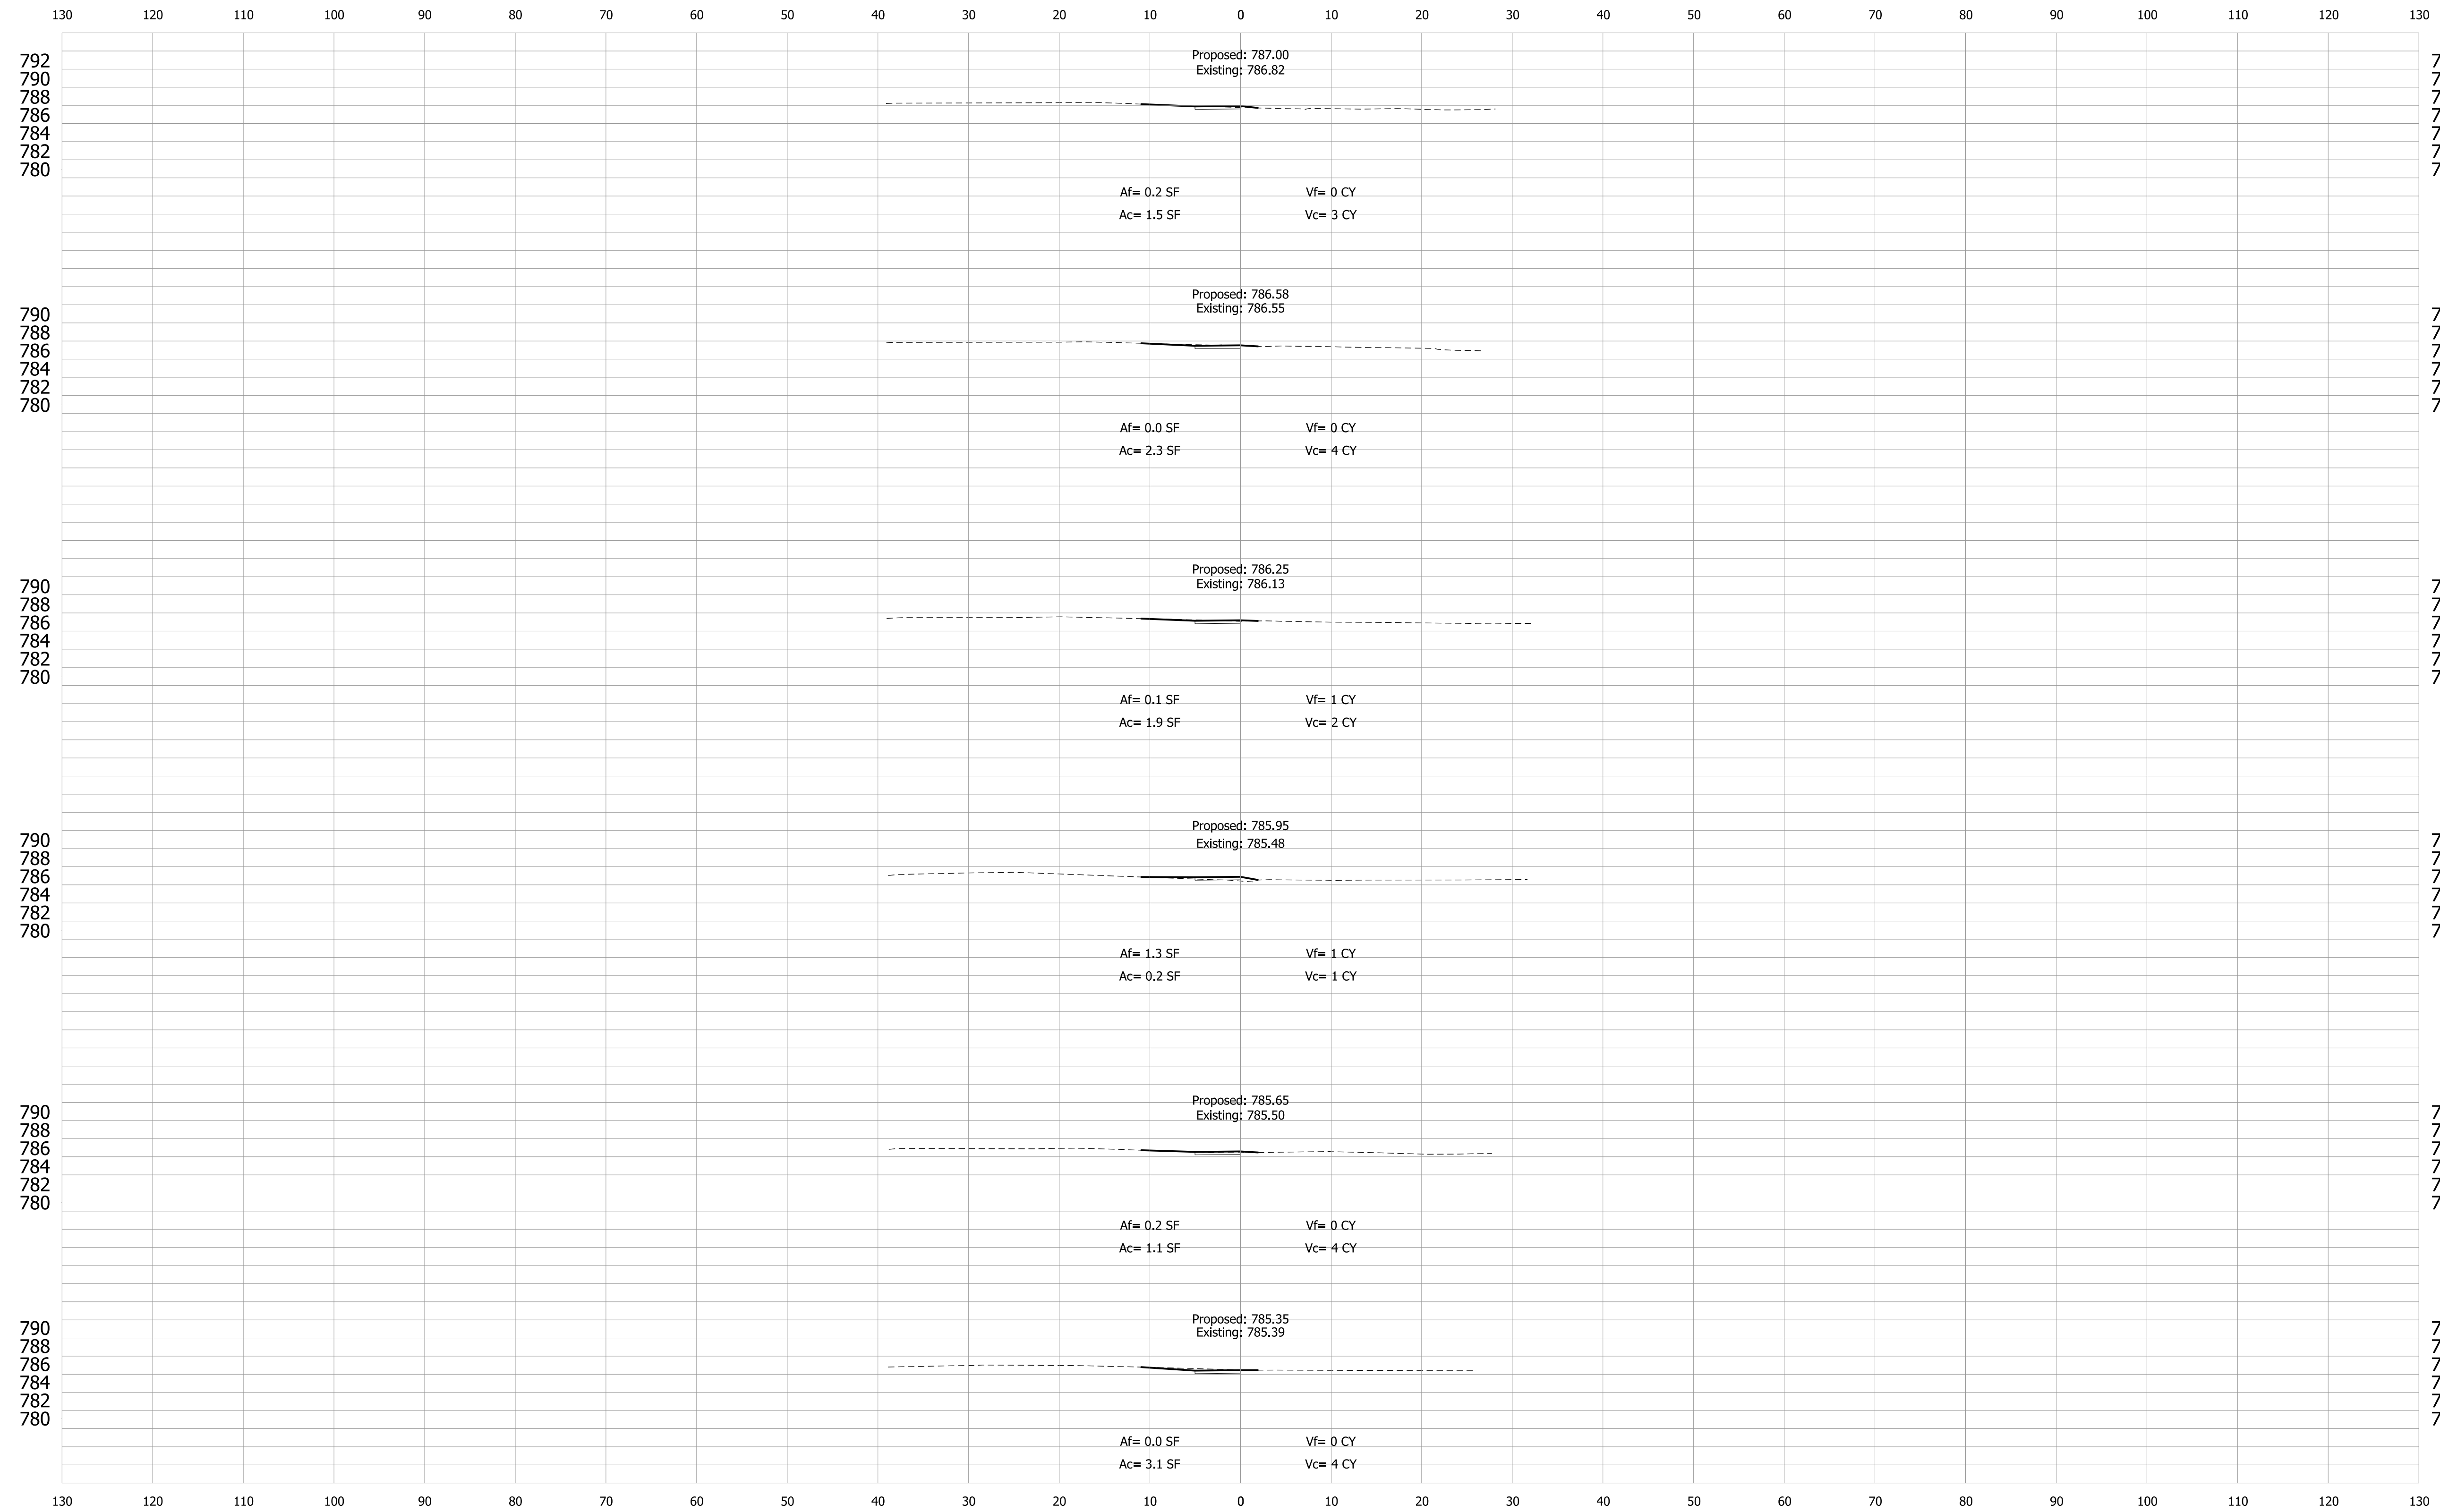 130 120 110 100 90 80 70 60 50 40 30 20 10 0 10 20 30 40 50 60 70 80 90 100 110 120 130
Proposed: 787.00
792
Existing: 786.82
790
788
786
784
782
780
Af= 0.2 SF Vf= 0 CY
Ac= 1.5 SF Vc= 3 CY
Proposed: 786.58
Existing: 786.55
790
788
786
784
782
780
Af= 0.0 SF Vf= 0 CY
Ac= 2.3 SF Vc= 4 CY
Proposed: 786.25
Existing: 786.13
790
788
786
784
782
780
Af= 0.1 SF Vf= 1 CY
Ac= 1.9 SF Vc= 2 CY
Proposed: 785.95
Existing: 785.48
790
788
786
784
782
780
Af= 1.3 SF Vf= 1 CY
Ac= 0.2 SF Vc= 1 CY
Proposed: 785.65
Existing: 785.50
790
788
786
784
782
780
Af= 0.2 SF Vf= 0 CY
Ac= 1.1 SF Vc= 4 CY
Proposed: 785.35
Existing: 785.39
790
788
786
784
782
780
Af= 0.0 SF Vf= 0 CY
Ac= 3.1 SF Vc= 4 CY
130 120 110 100 90 80 70 60 50 40 30 20 10 0 10 20 30 40 50 60 70 80 90 100 110 120 130